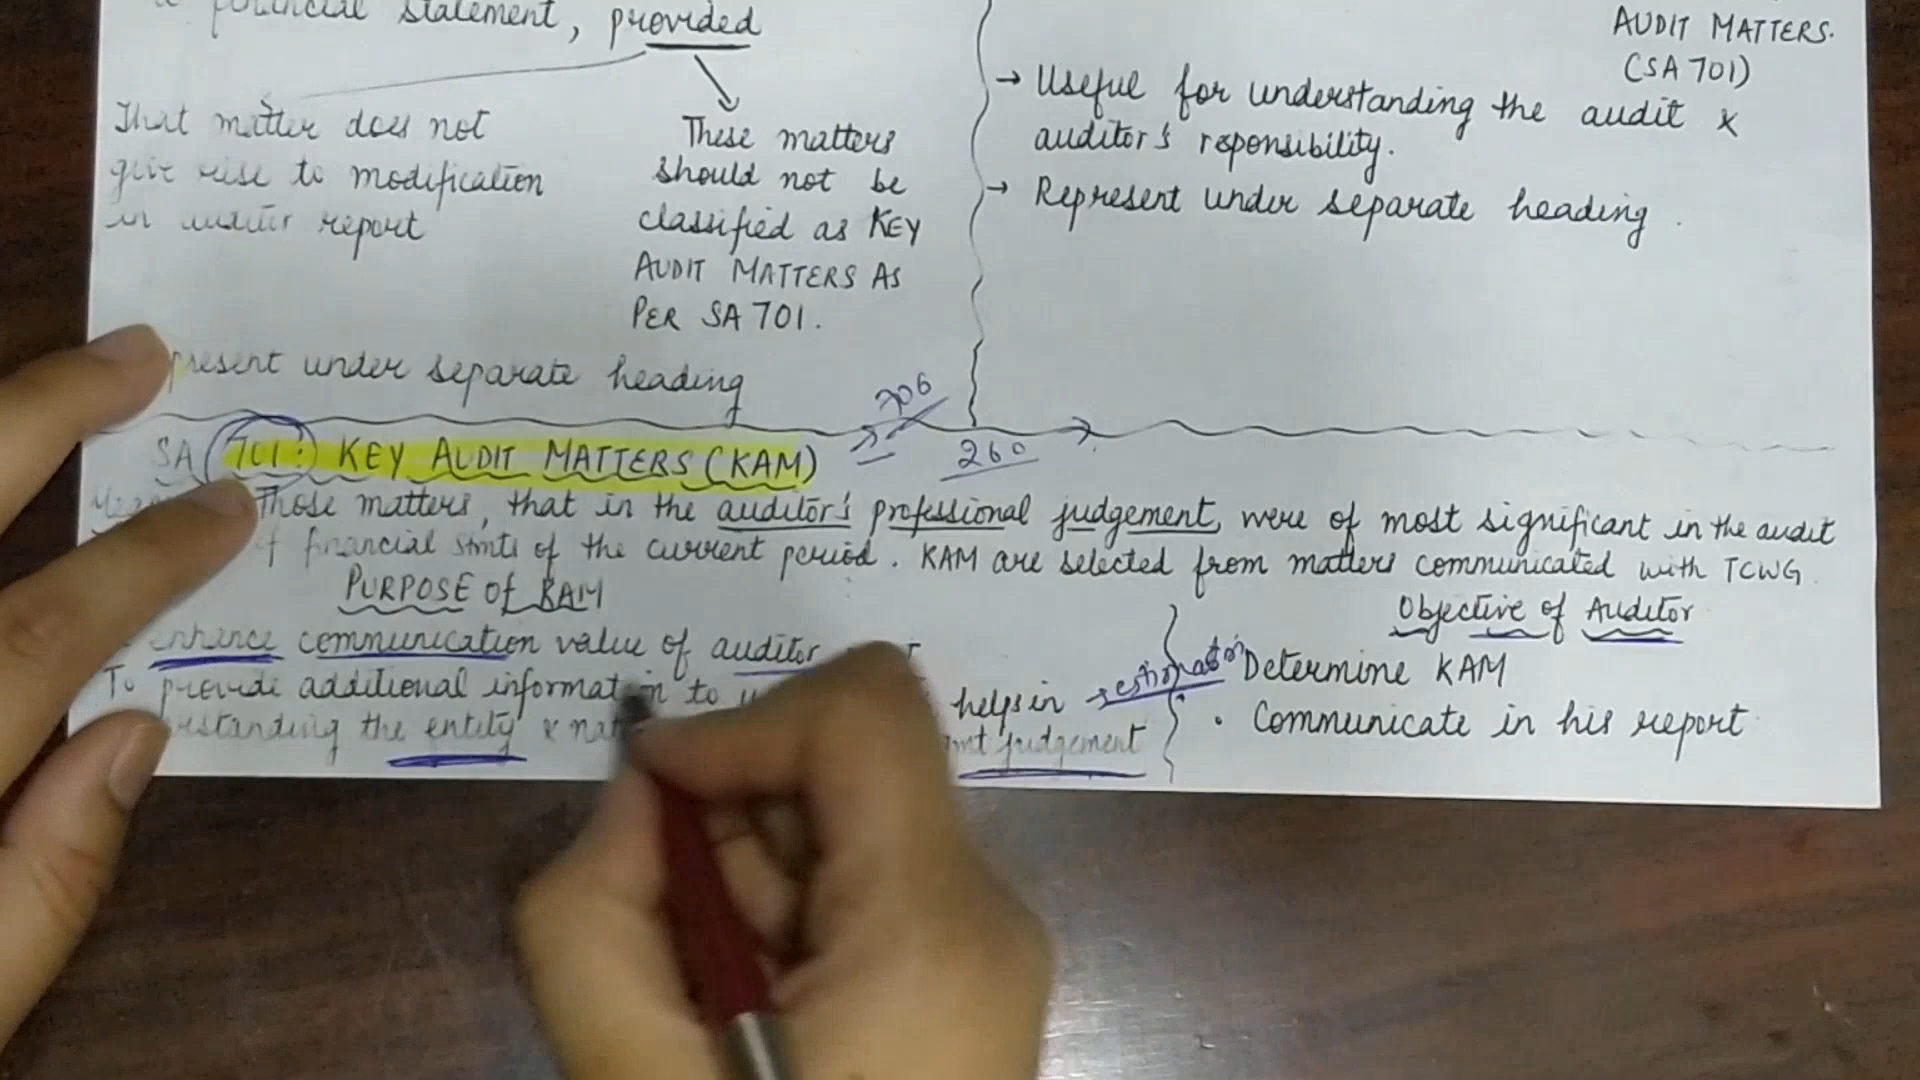 financial statement, provided
That matter does not
give rise to modification
in auditor report
These matters
should not be
classified as KEY
AUDIT MATTERS AS
PER SA 701.
present under separate heading
AUDIT MATTERS.
(SA 701)
→ Useful for understanding the audit &
auditor's reponsibility.
→ Represent under separate heading.
706
260
SA 701: KEY AUDIT MATTERS (KAM)
Those matters, that in the auditor's professional judgement, were of most significant in the audit
of financial stmts of the current period. KAM are selected from matters communicated with TCWG
PURPOSE OF KAM
enhance communication value of auditor
To provide additional information to helps in → estimation
the entity & judgement
Objective of Auditor
Determine KAM
• Communicate in his report